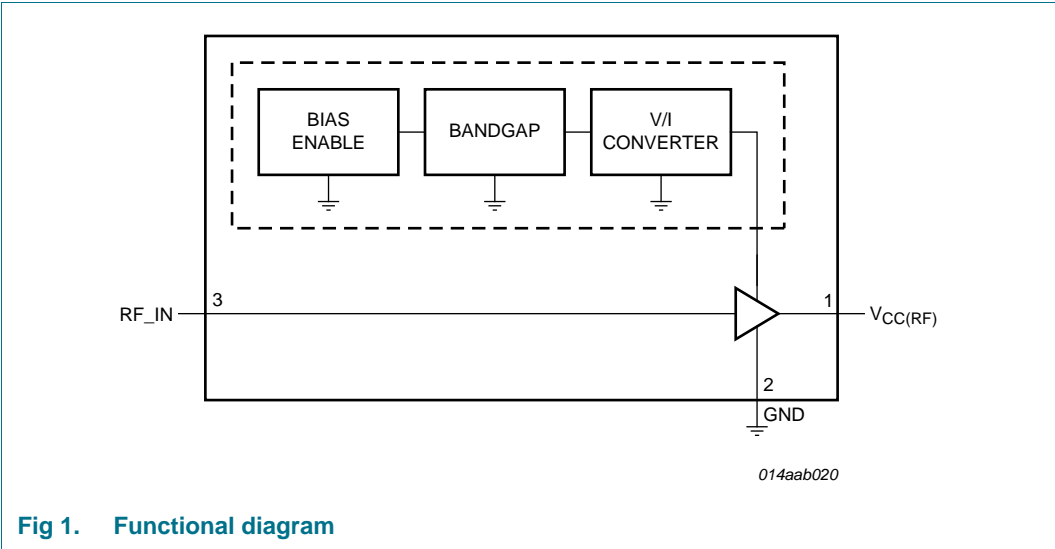 BIAS
ENABLE
BANDGAP
V/I
CONVERTER
RF_IN
3
1
VCC(RF)
2
GND
014aab020
Fig 1. Functional diagram